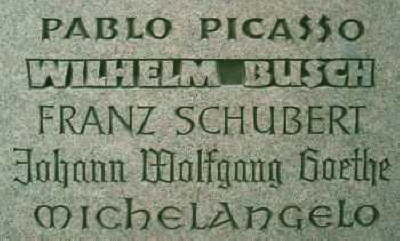 PABLO PICASSO
WILHELM BUSCH
FRANZ SCHUBERT
Johann Wolfgang Goethe
MICHELANGELO